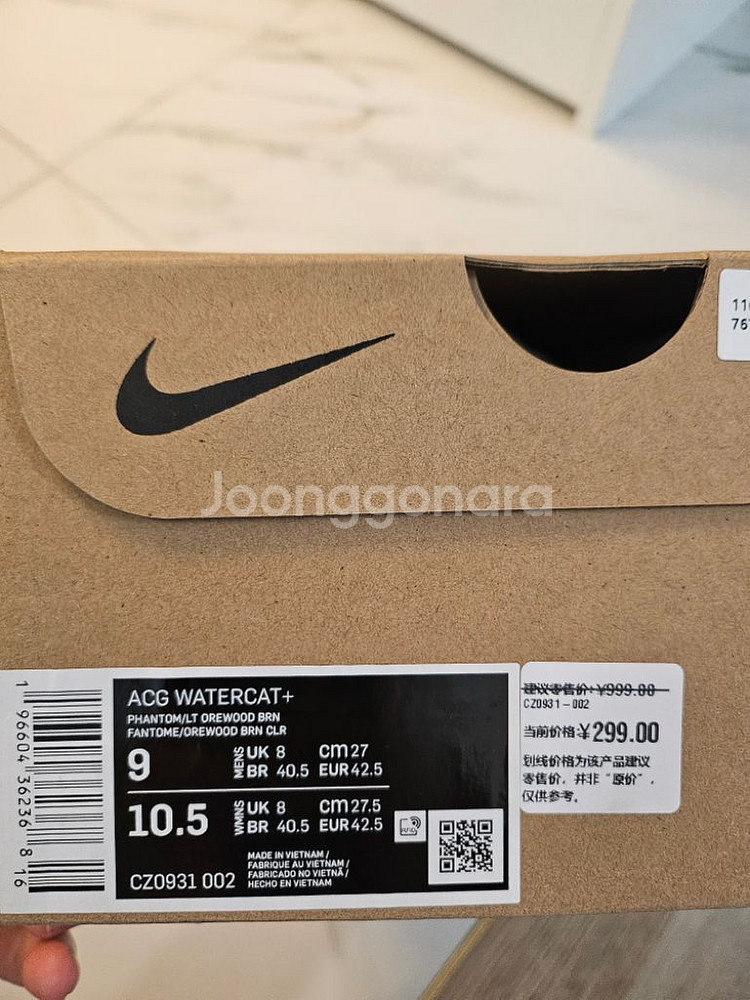 11
76
Joonggonara
ACG WATERCAT+
PHANTOM/LT OREWOOD BRN
FANTOME/OREWOOD BRN CLR
9 MENS UK 8 cm 27
BR 40.5 EUR 42.5
10.5 WMNS UK 8 cm 27.5
BR 40.5 EUR 42.5
MADE IN VIETNAM /
FABRIQUE AU VIETNAM /
FABRICADO NO VIETNÃ /
HECHO EN VIETNAM
CZ0931 002
RFID
1 96604 36236 8 16
建议零售价:¥999.00
CZ0931-002
当前价格:¥299.00
划线价格为该产品建议
零售价，并非“原价”，
仅供参考。